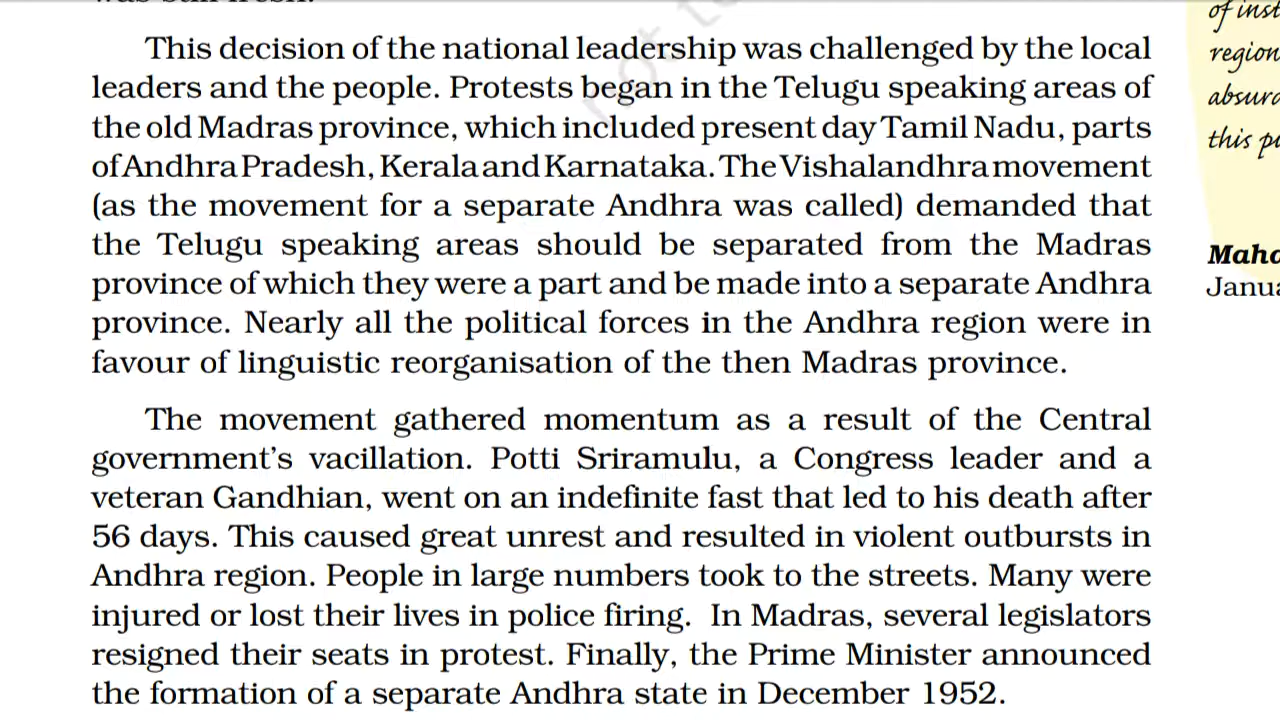 This decision of the national leadership was challenged by the local
leaders and the people. Protests began in the Telugu speaking areas of
the old Madras province, which included present day Tamil Nadu, parts
of Andhra Pradesh, Kerala and Karnataka. The Vishalandhra movement
(as the movement for a separate Andhra was called) demanded that
the Telugu speaking areas should be separated from the Madras
province of which they were a part and be made into a separate Andhra
province. Nearly all the political forces in the Andhra region were in
favour of linguistic reorganisation of the then Madras province.
The movement gathered momentum as a result of the Central
government's vacillation. Potti Sriramulu, a Congress leader and a
veteran Gandhian, went on an indefinite fast that led to his death after
56 days. This caused great unrest and resulted in violent outbursts in
Andhra region. People in large numbers took to the streets. Many were
injured or lost their lives in police firing. In Madras, several legislators
resigned their seats in protest. Finally, the Prime Minister announced
the formation of a separate Andhra state in December 1952.
of inst
region
absurd
this p
Maha
Janua
not t